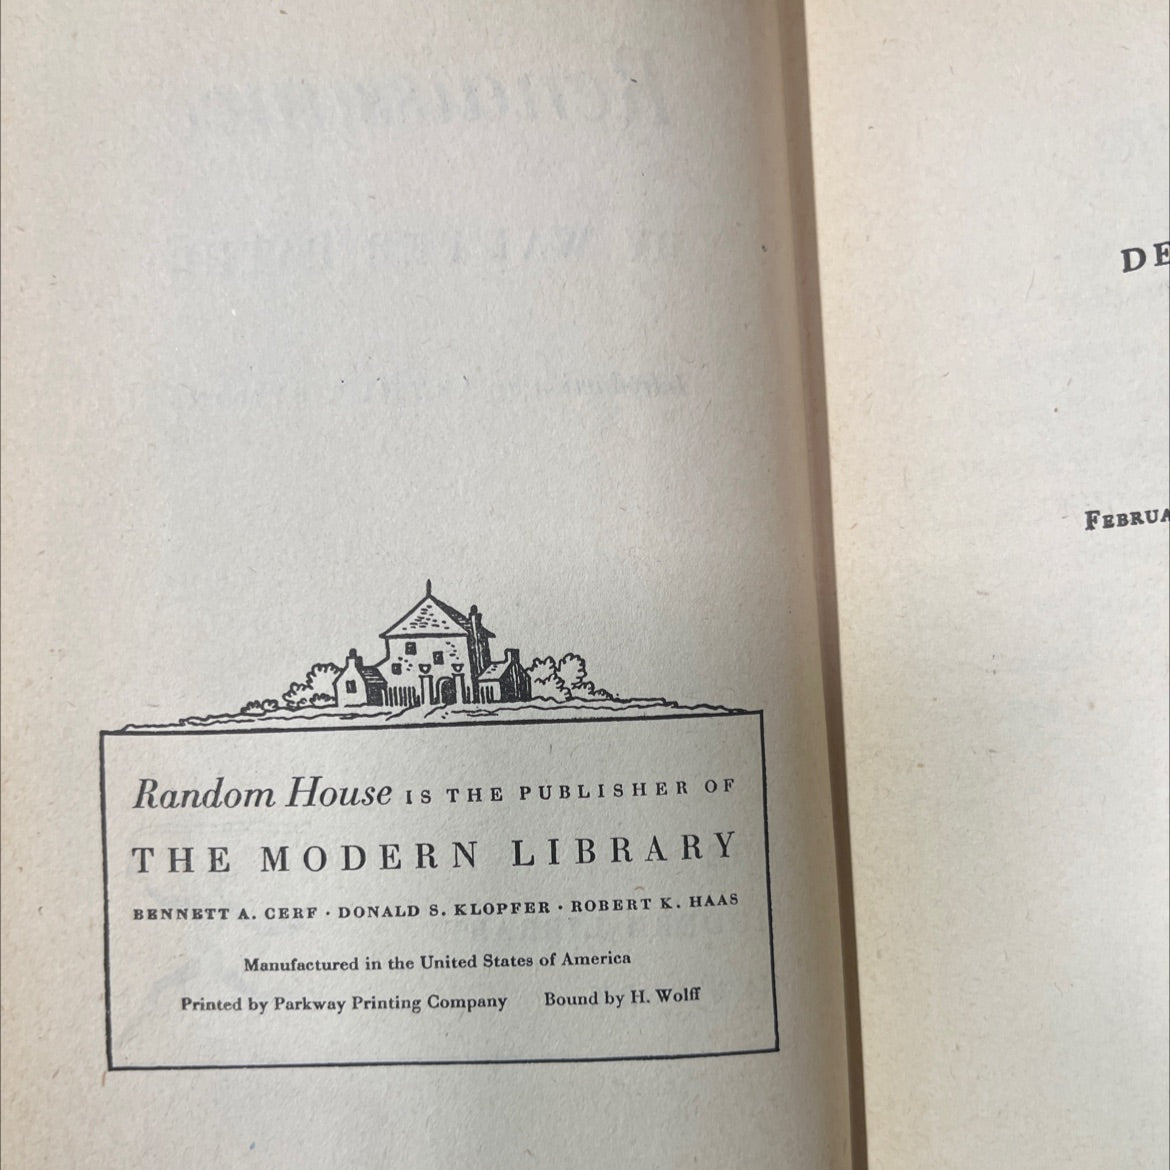 Random House IS THE PUBLISHER OF
THE MODERN LIBRARY
BENNETT A. CERF · DONALD S. KLOPFER · ROBERT K. HAAS
Manufactured in the United States of America
Printed by Parkway Printing Company Bound by H. Wolff
DE
FEBRUA